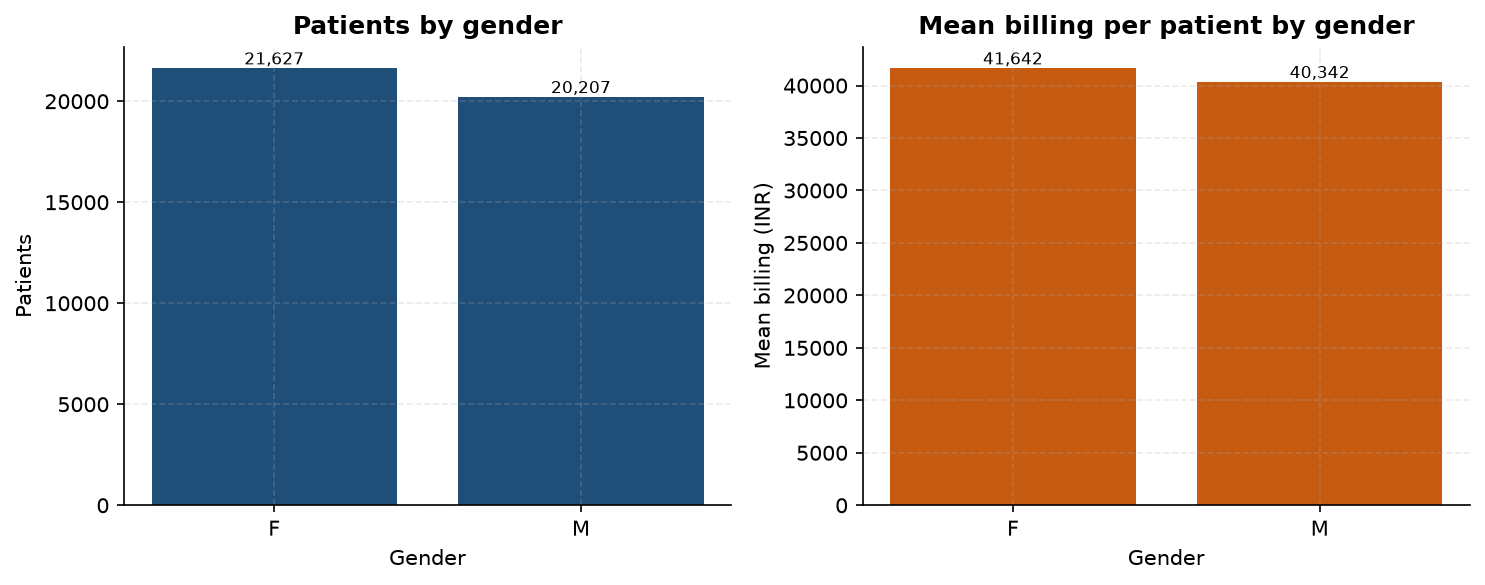 Patients by gender
21,627
20,207
20000
15000
10000
5000
0
Patients
F
M
Gender
Mean billing per patient by gender
41,642
40,342
40000
35000
30000
25000
20000
15000
10000
5000
0
Mean billing (INR)
F
M
Gender